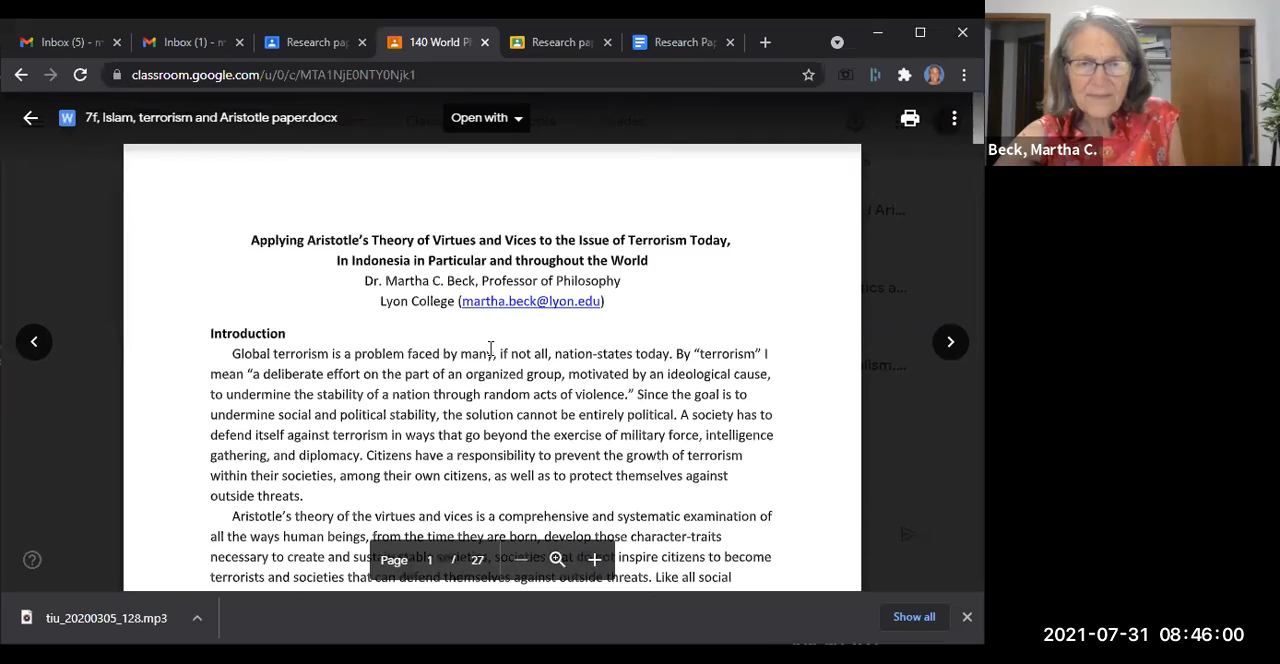 Inbox (5) - m
Inbox (1) - m
Research pap
140 World Ph
Research pap
Research Pap
classroom.google.com/u/0/c/MTA1NjE0NTY0Njk1
W
7f, Islam, terrorism and Aristotle paper.docx
Open with
Beck, Martha C.
Applying Aristotle's Theory of Virtues and Vices to the Issue of Terrorism Today,
In Indonesia in Particular and throughout the World
Dr. Martha C. Beck, Professor of Philosophy
Lyon College (martha.beck@lyon.edu)
Introduction
Global terrorism is a problem faced by many, if not all, nation-states today. By “terrorism” I
mean “a deliberate effort on the part of an organized group, motivated by an ideological cause,
to undermine the stability of a nation through random acts of violence.” Since the goal is to
undermine social and political stability, the solution cannot be entirely political. A society has to
defend itself against terrorism in ways that go beyond the exercise of military force, intelligence
gathering, and diplomacy. Citizens have a responsibility to prevent the growth of terrorism
within their societies, among their own citizens, as well as to protect themselves against
outside threats.
Aristotle's theory of the virtues and vices is a comprehensive and systematic examination of
all the ways human beings, from the time they are born, develop those character-traits
necessary to create and sustain stable societies, societies that do not inspire citizens to become
terrorists and societies that can defend themselves against outside threats. Like all social
Page 1 / 27
tiu_20200305_128.mp3
Show all
2021-07-31 08:46:00